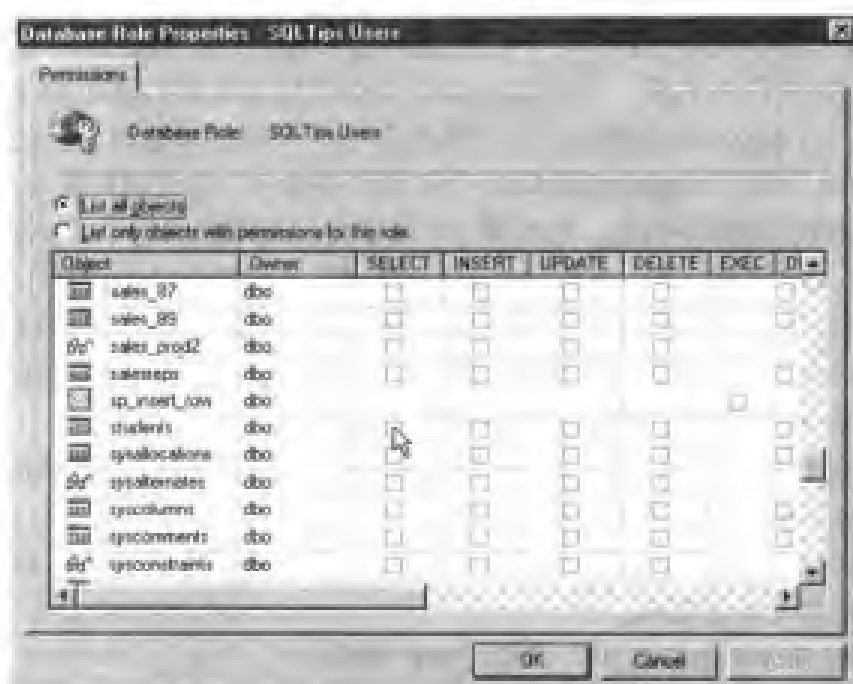 Database Role Properties - SQLTips Users
Permissions
Database Role: SQLTips Users
List all objects
List only objects with permissions for this role.
Object Owner SELECT INSERT UPDATE DELETE EXEC
sales_87 dbo
sales_89 dbo
sales_prod2 dbo
salesreps dbo
sp_insert_row dbo
students dbo
sysallocations dbo
sysalternates dbo
syscolumns dbo
syscomments dbo
sysconstraints dbo
OK Cancel